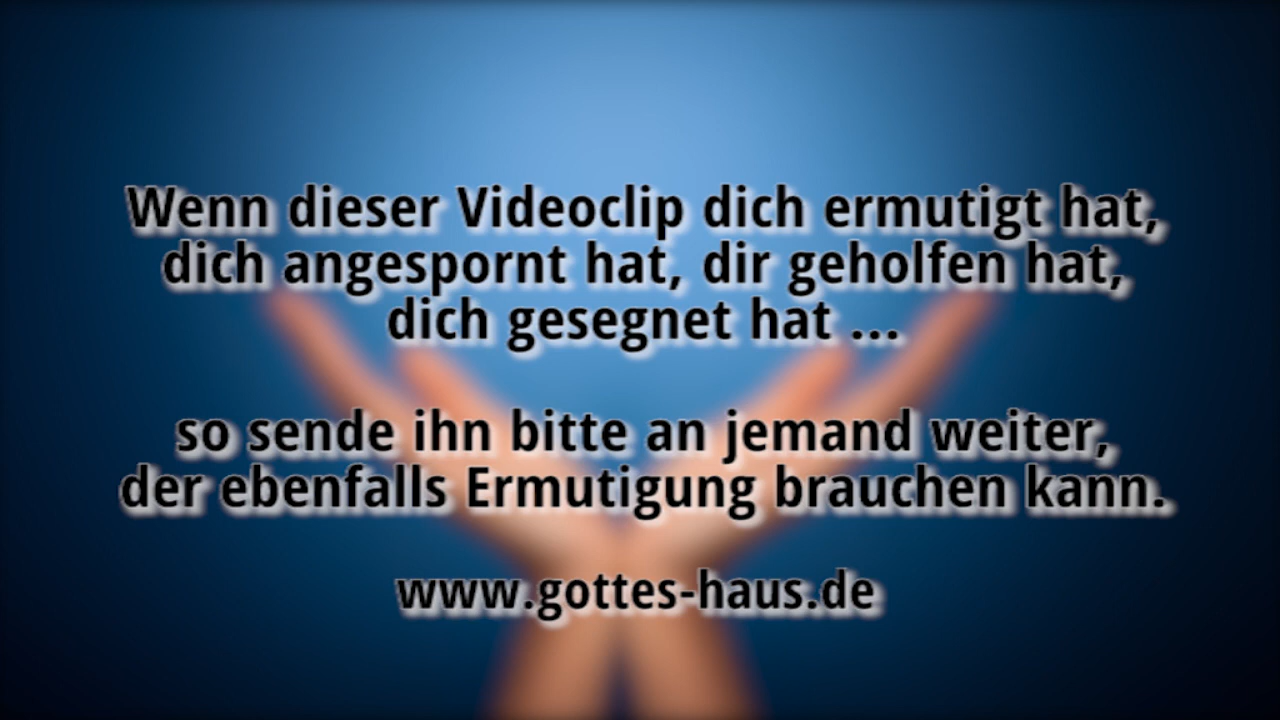 Wenn dieser Videoclip dich ermutigt hat,
dich angespornt hat, dir geholfen hat,
dich gesegnet hat ...
so sende ihn bitte an jemand weiter,
der ebenfalls Ermutigung brauchen kann.
www.gottes-haus.de